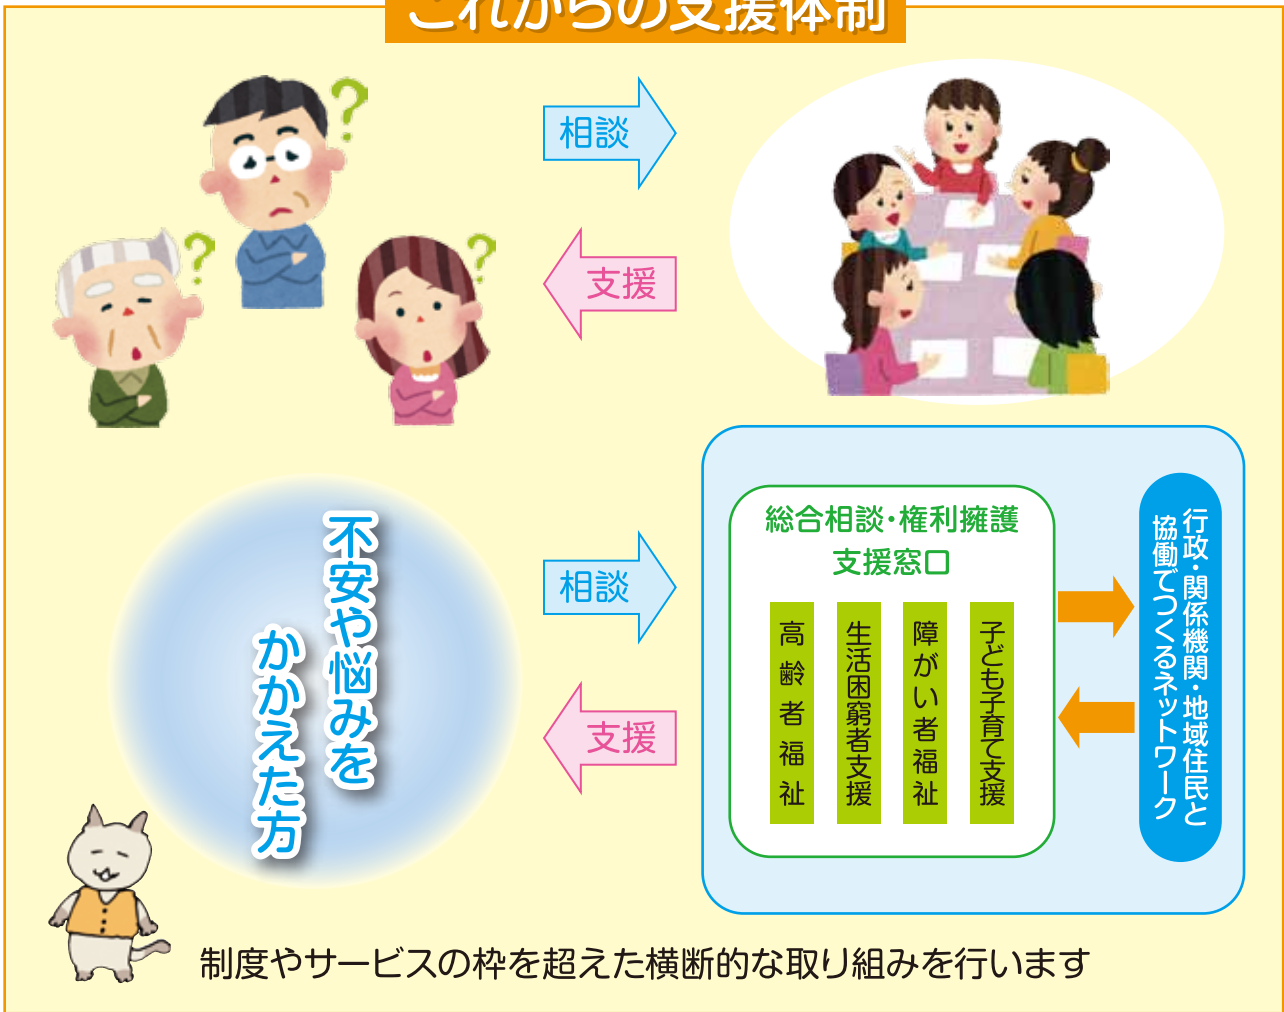 これからの支援体制
?
?
?
相談
支援
不安や悩みを
かかえた方
相談
支援
総合相談・権利擁護
支援窓口
高齢者福祉
生活困窮者支援
障がい者福祉
子ども子育て支援
行政・関係機関・地域住民と
協働でつくるネットワーク
制度やサービスの枠を超えた横断的な取り組みを行います